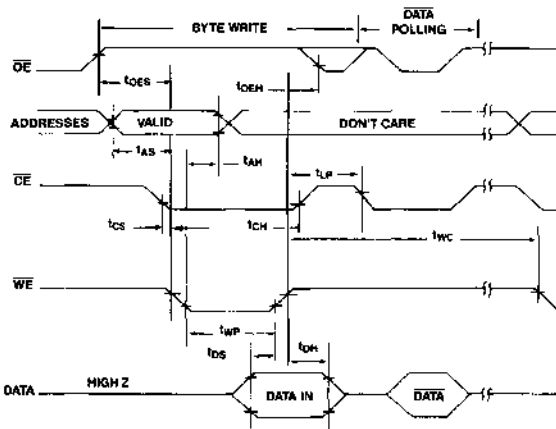 BYTE WRITE
DATA
POLLING
OE
tOES
tOEH
ADDRESSES
VALID
DON'T CARE
tAS
tAH
tLP
CE
tCS
tCH
tWC
WE
tWP
tDS
tDH
HIGH Z
DATA
DATA IN
DATA